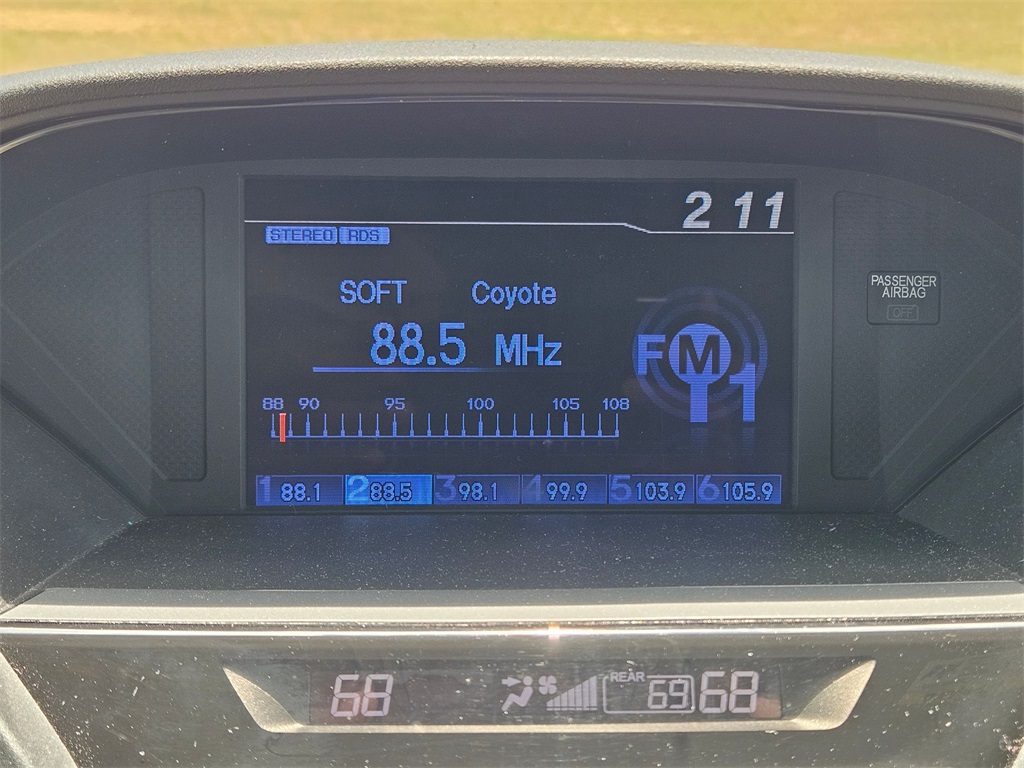 2 11
STEREO RDS
SOFT Coyote
88.5 MHz
FM1
88 90 95 100 105 108
1 88.1 2 88.5 3 98.1 4 99.9 5 103.9 6 105.9
PASSENGER
AIRBAG
OFF
68 REAR 69 68